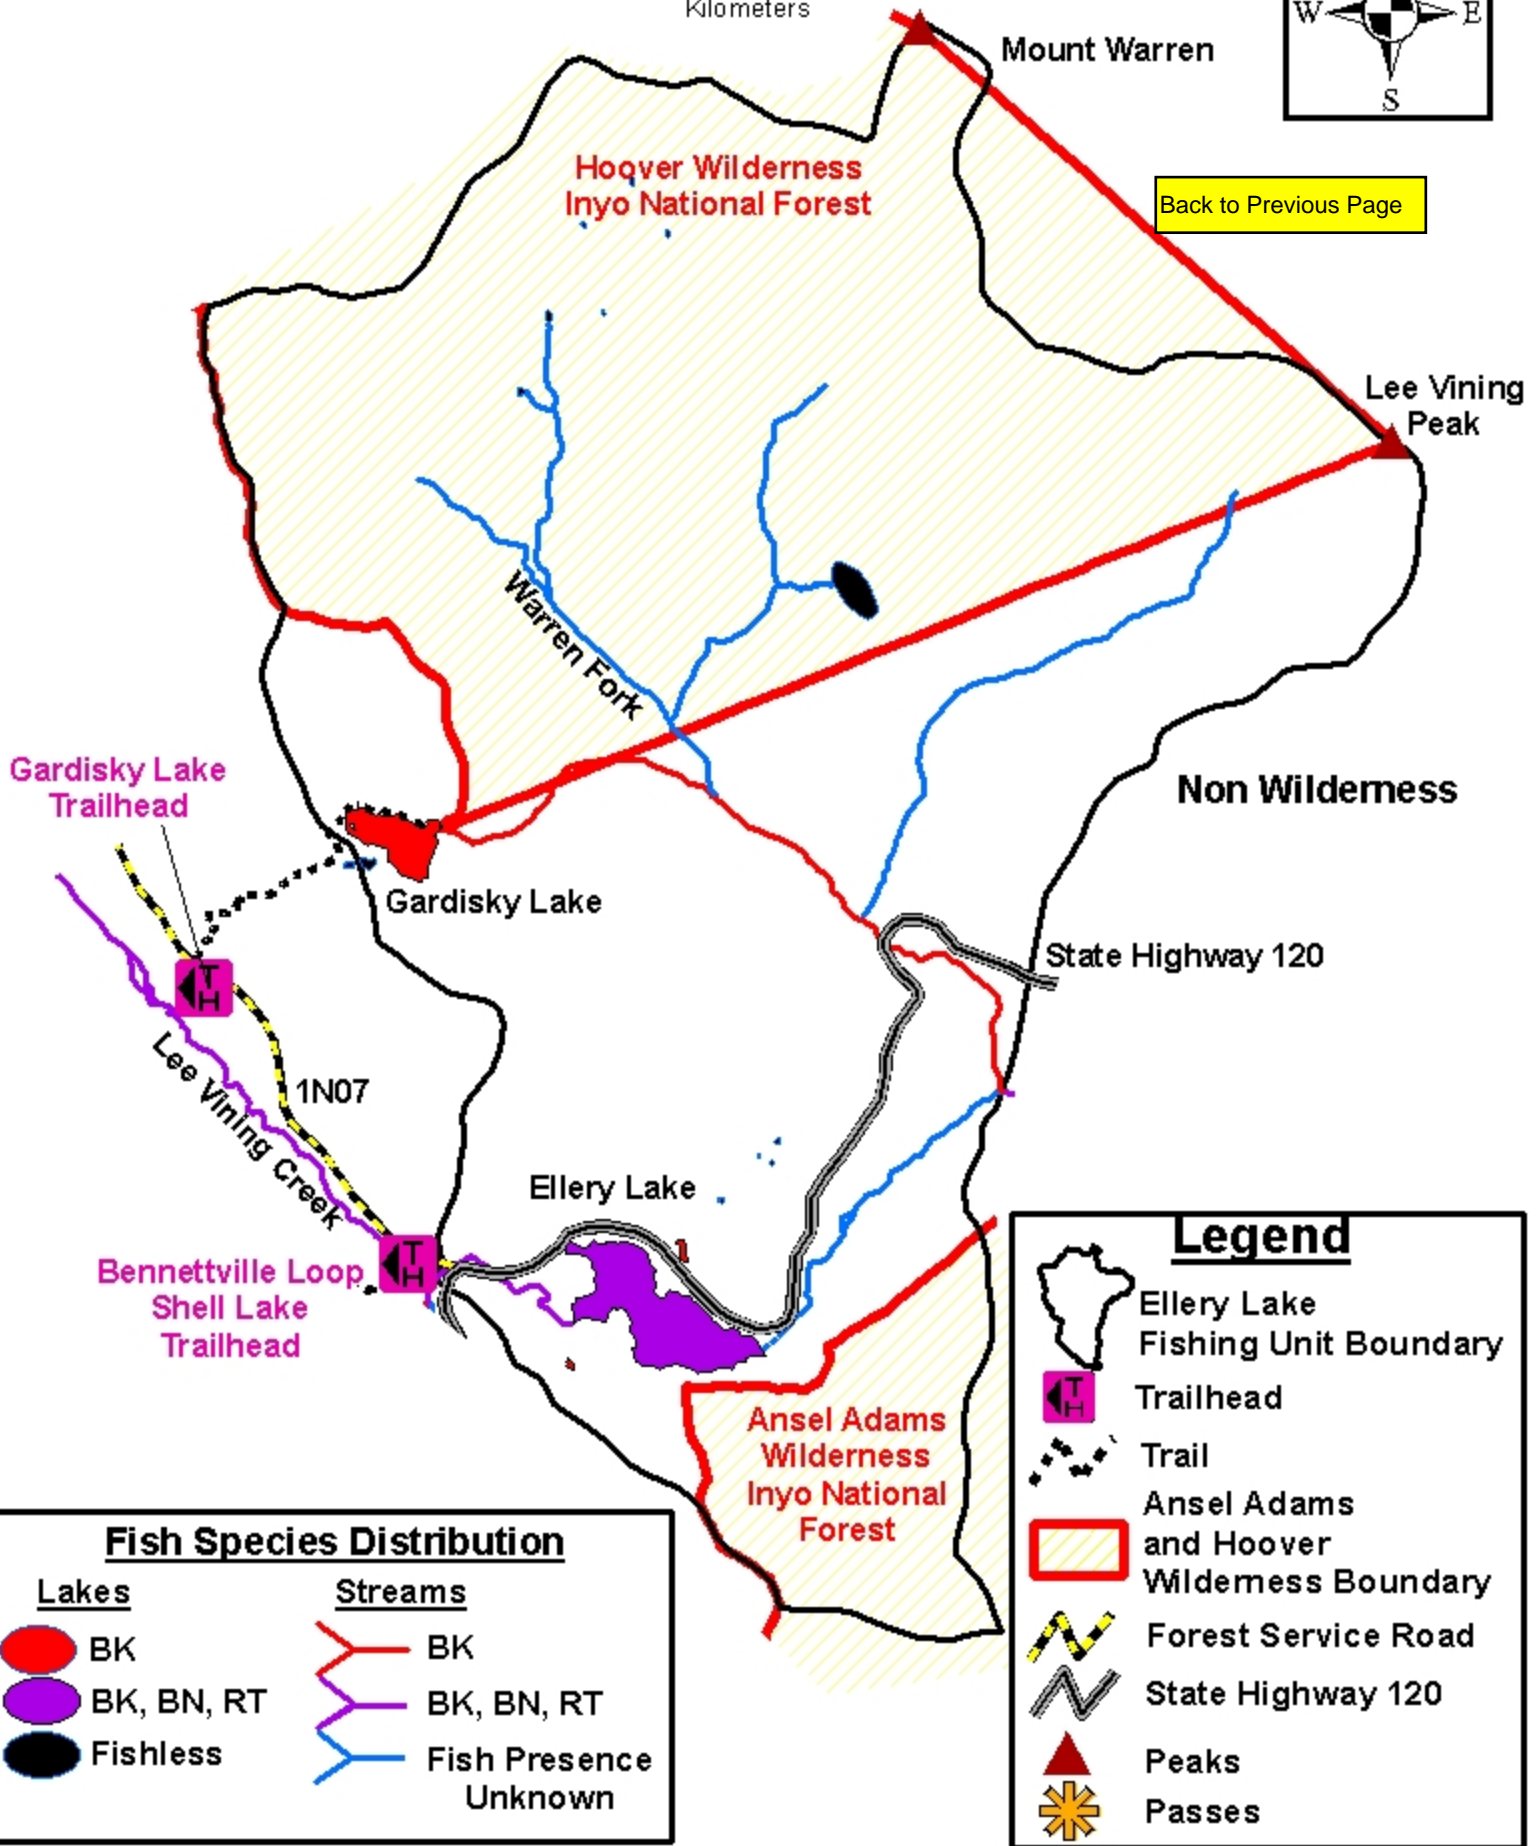 Kilometers
W E
S
Mount Warren
Hoover Wilderness
Inyo National Forest
Back to Previous Page
Lee Vining
Peak
Warren Fork
Gardisky Lake
Trailhead
Non Wilderness
Gardisky Lake
State Highway 120
T
H
Lee Vining Creek
1N07
Ellery Lake
T
H
Bennettville Loop
Shell Lake
Trailhead
Ansel Adams
Wilderness
Inyo National
Forest
Legend
Ellery Lake
Fishing Unit Boundary
T
H
Trailhead
Trail
Ansel Adams
and Hoover
Wilderness Boundary
Forest Service Road
State Highway 120
Peaks
Passes
Fish Species Distribution
Lakes Streams
BK BK
BK, BN, RT BK, BN, RT
Fishless Fish Presence
Unknown